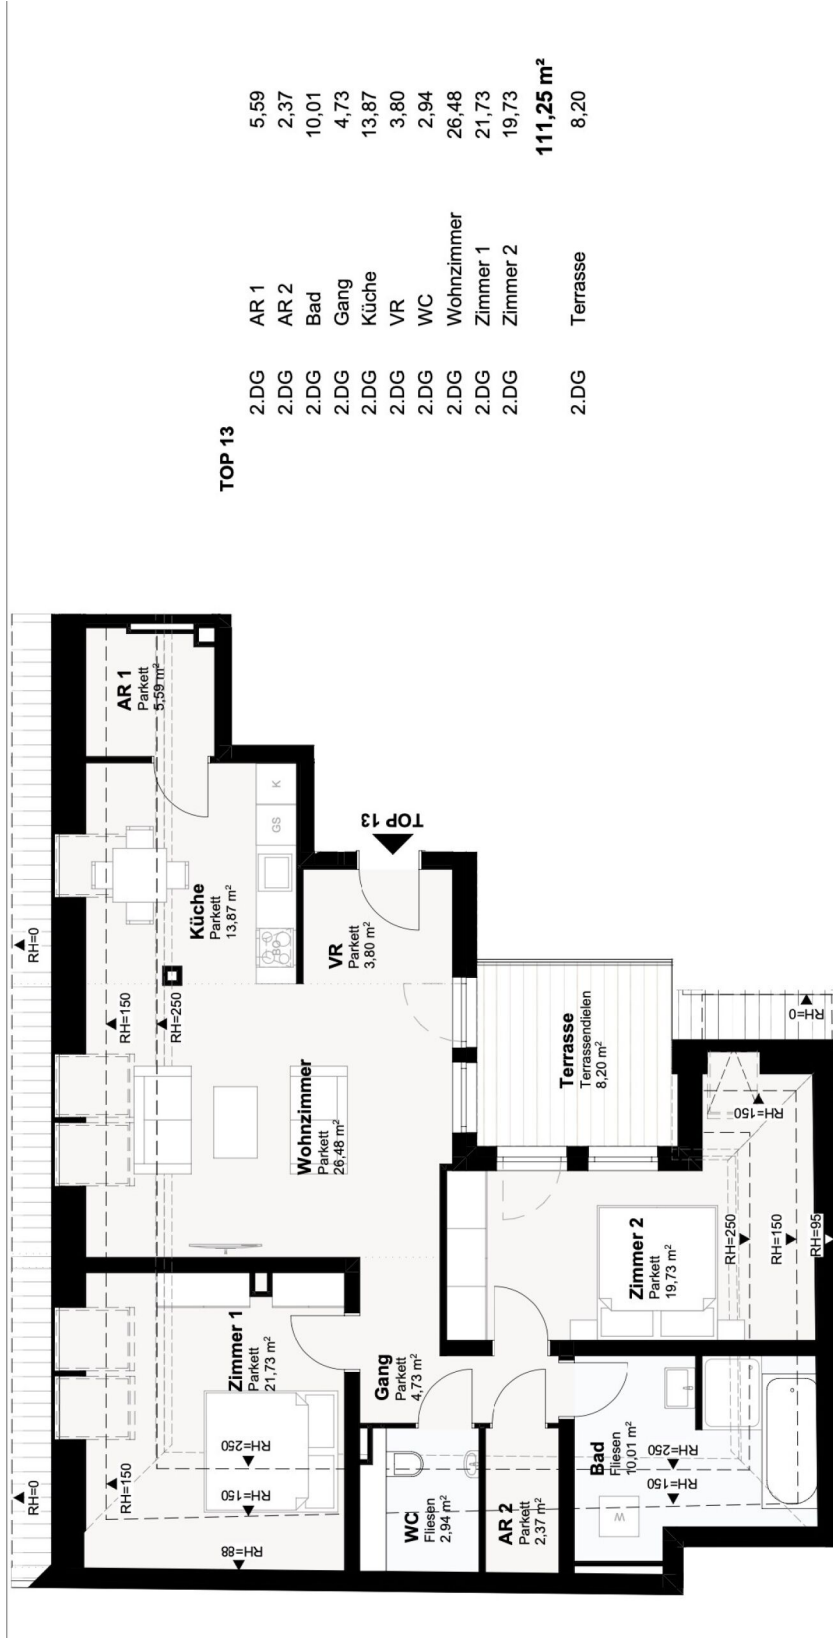 TOP 13
2.DG AR 1 5,59
2.DG AR 2 2,37
2.DG Bad 10,01
2.DG Gang 4,73
2.DG Küche 13,87
2.DG VR 3,80
2.DG WC 2,94
2.DG Wohnzimmer 26,48
2.DG Zimmer 1 21,73
2.DG Zimmer 2 19,73
111,25 m²
2.DG Terrasse 8,20
AR 1
Parkett
5,59 m²
Küche
Parkett
13,87 m²
GS
K
BO
VR
Parkett
3,80 m²
TOP 13
Wohnzimmer
Parkett
26,48 m²
Terrasse
Terrassendielen
8,20 m²
Zimmer 1
Parkett
21,73 m²
Gang
Parkett
4,73 m²
Zimmer 2
Parkett
19,73 m²
WC
Fliesen
2,94 m²
AR 2
Parkett
2,37 m²
Bad
Fliesen
10,01 m²
W
RH=0
RH=150
RH=250
RH=0
RH=150
RH=250
RH=150
RH=88
RH=250
RH=150
RH=250
RH=150
RH=95
RH=150
RH=0